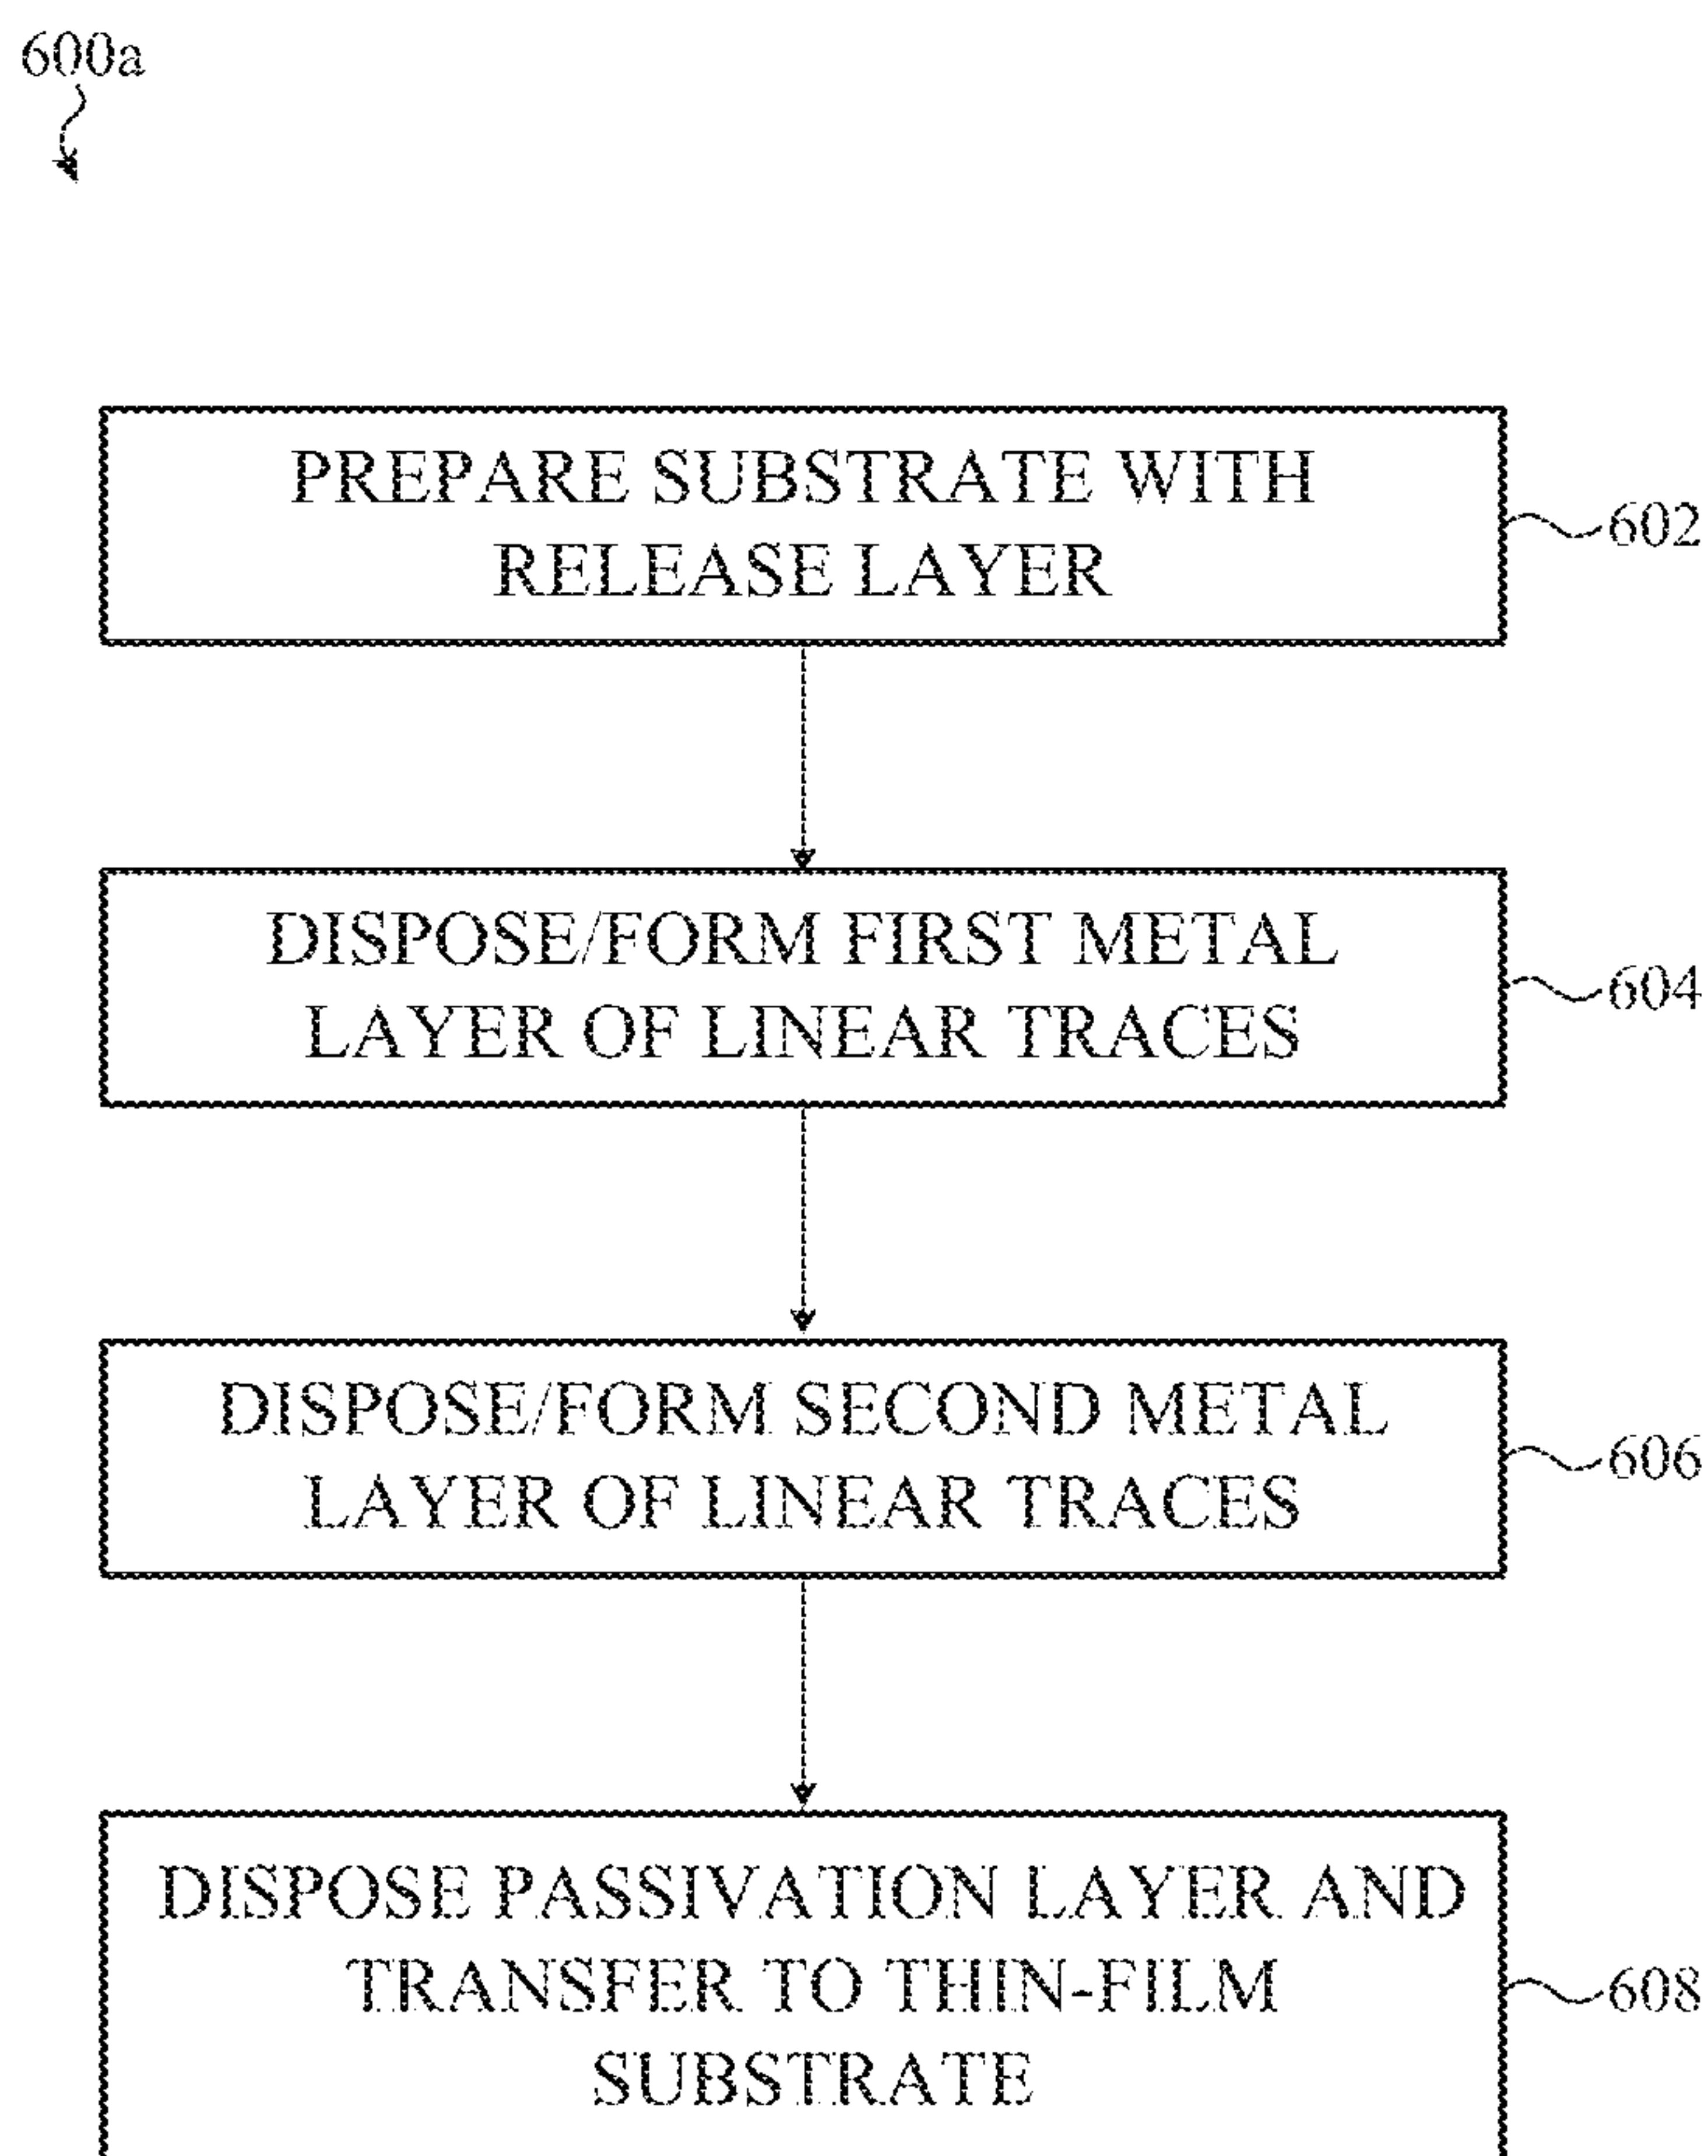 600a
PREPARE SUBSTRATE WITH
RELEASE LAYER
602
DISPOSE/FORM FIRST METAL
LAYER OF LINEAR TRACES
604
DISPOSE/FORM SECOND METAL
LAYER OF LINEAR TRACES
606
DISPOSE PASSIVATION LAYER AND
TRANSFER TO THIN-FILM
SUBSTRATE
608